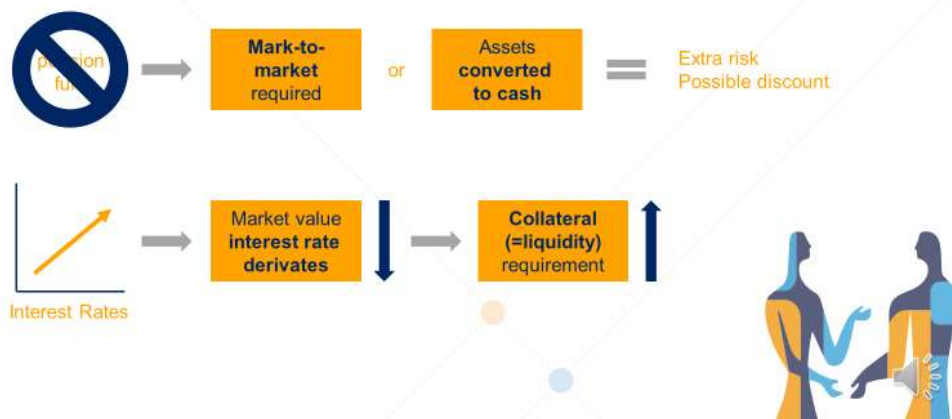 Mark-to-
market
required
or
Assets
converted
to cash
Extra risk
Possible discount
Market value
interest rate
derivates
Collateral
(=liquidity)
requirement
Interest Rates